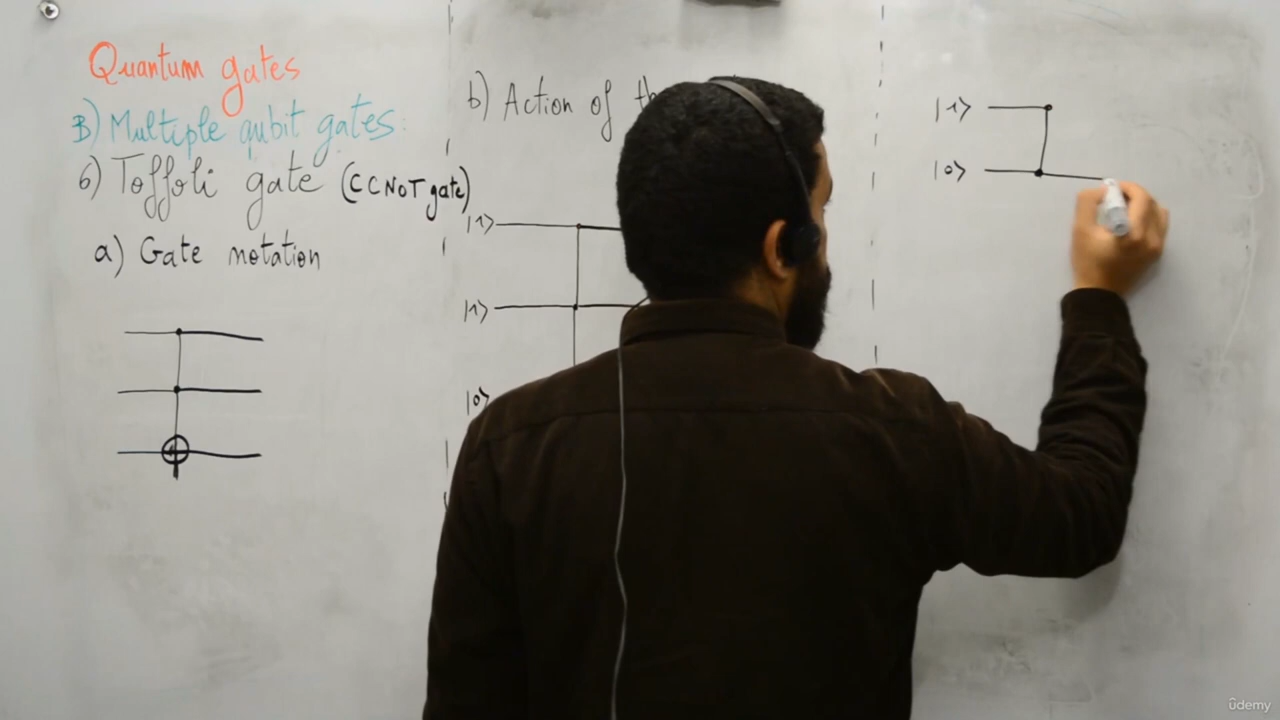 Quantum gates
B) Multiple qubit gates:
6) Toffoli gate (CCNOT gate)
a) Gate notation
b) Action of th
|1>
|1>
|0>
|1>
|0>
ûdemy